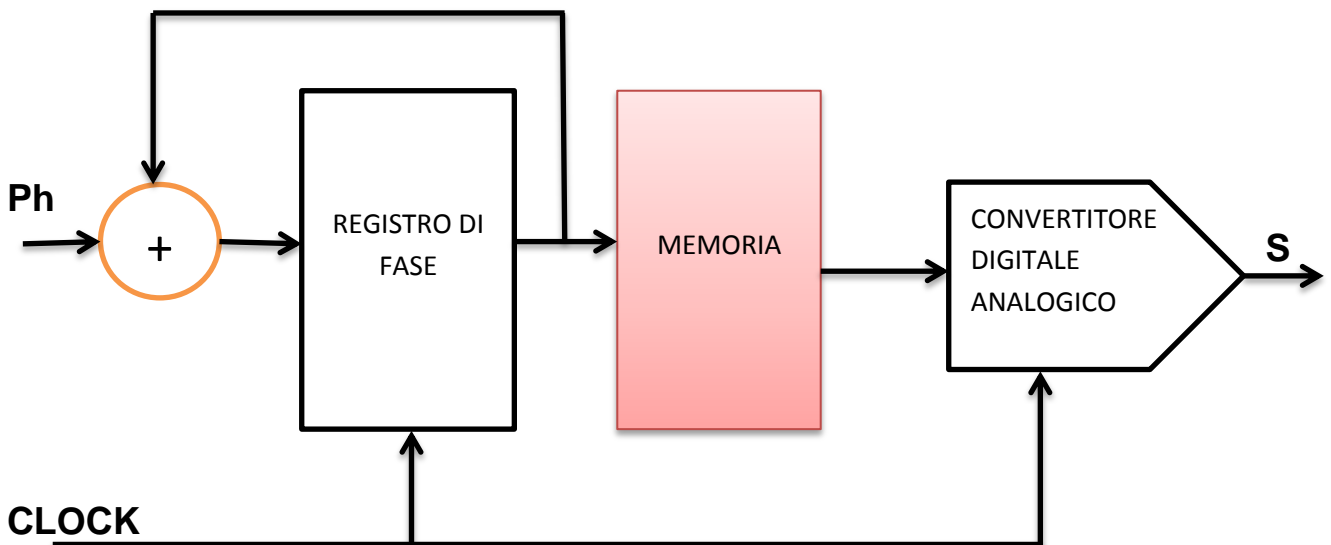 Ph
+
REGISTRO DI
FASE
MEMORIA
CONVERTITORE
DIGITALE
ANALOGICO
S
CLOCK